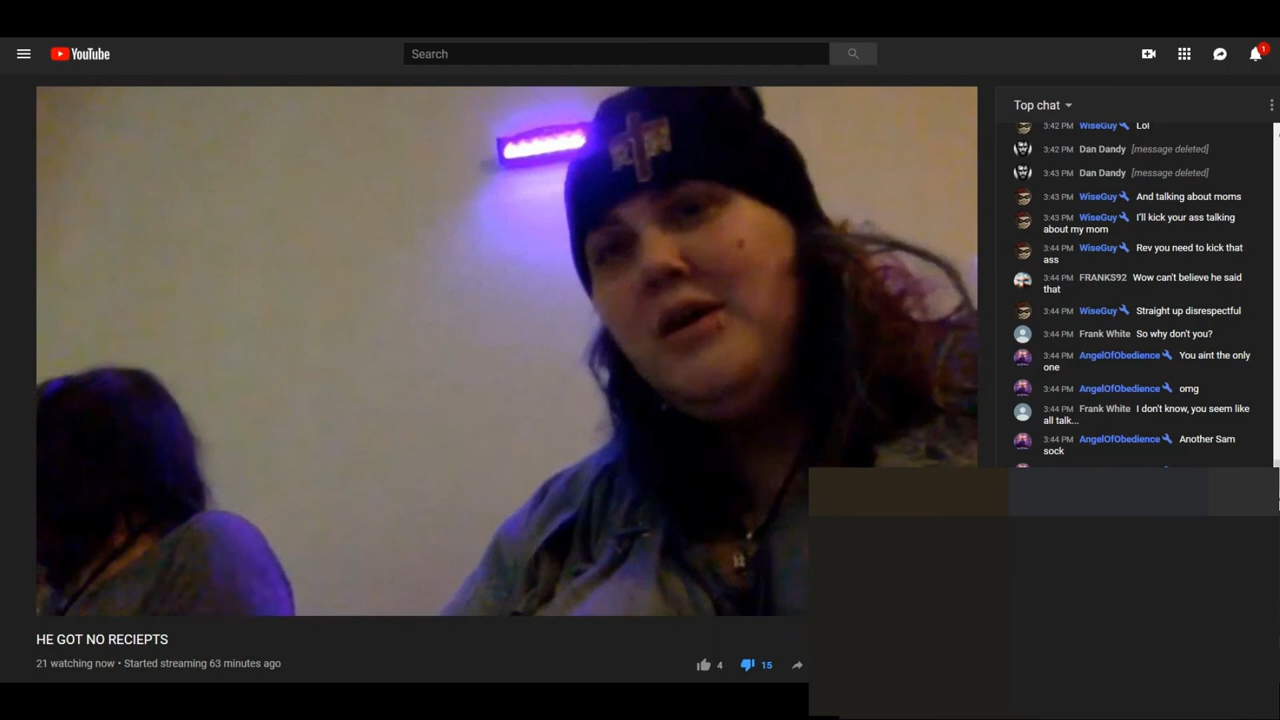 YouTube
Search
1
Top chat
3:42 PM WiseGuy Lol
3:42 PM Dan Dandy [message deleted]
3:43 PM Dan Dandy [message deleted]
3:43 PM WiseGuy And talking about moms
3:43 PM WiseGuy I'll kick your ass talking
about my mom
3:44 PM WiseGuy Rev you need to kick that
ass
3:44 PM FRANKS92 Wow can't believe he said
that
3:44 PM WiseGuy Straight up disrespectful
3:44 PM Frank White So why don't you?
3:44 PM AngelOfObedience You aint the only
one
3:44 PM AngelOfObedience omg
3:44 PM Frank White I don't know, you seem like
all talk...
3:44 PM AngelOfObedience Another Sam
sock
HE GOT NO RECIEPTS
21 watching now • Started streaming 63 minutes ago
4
15